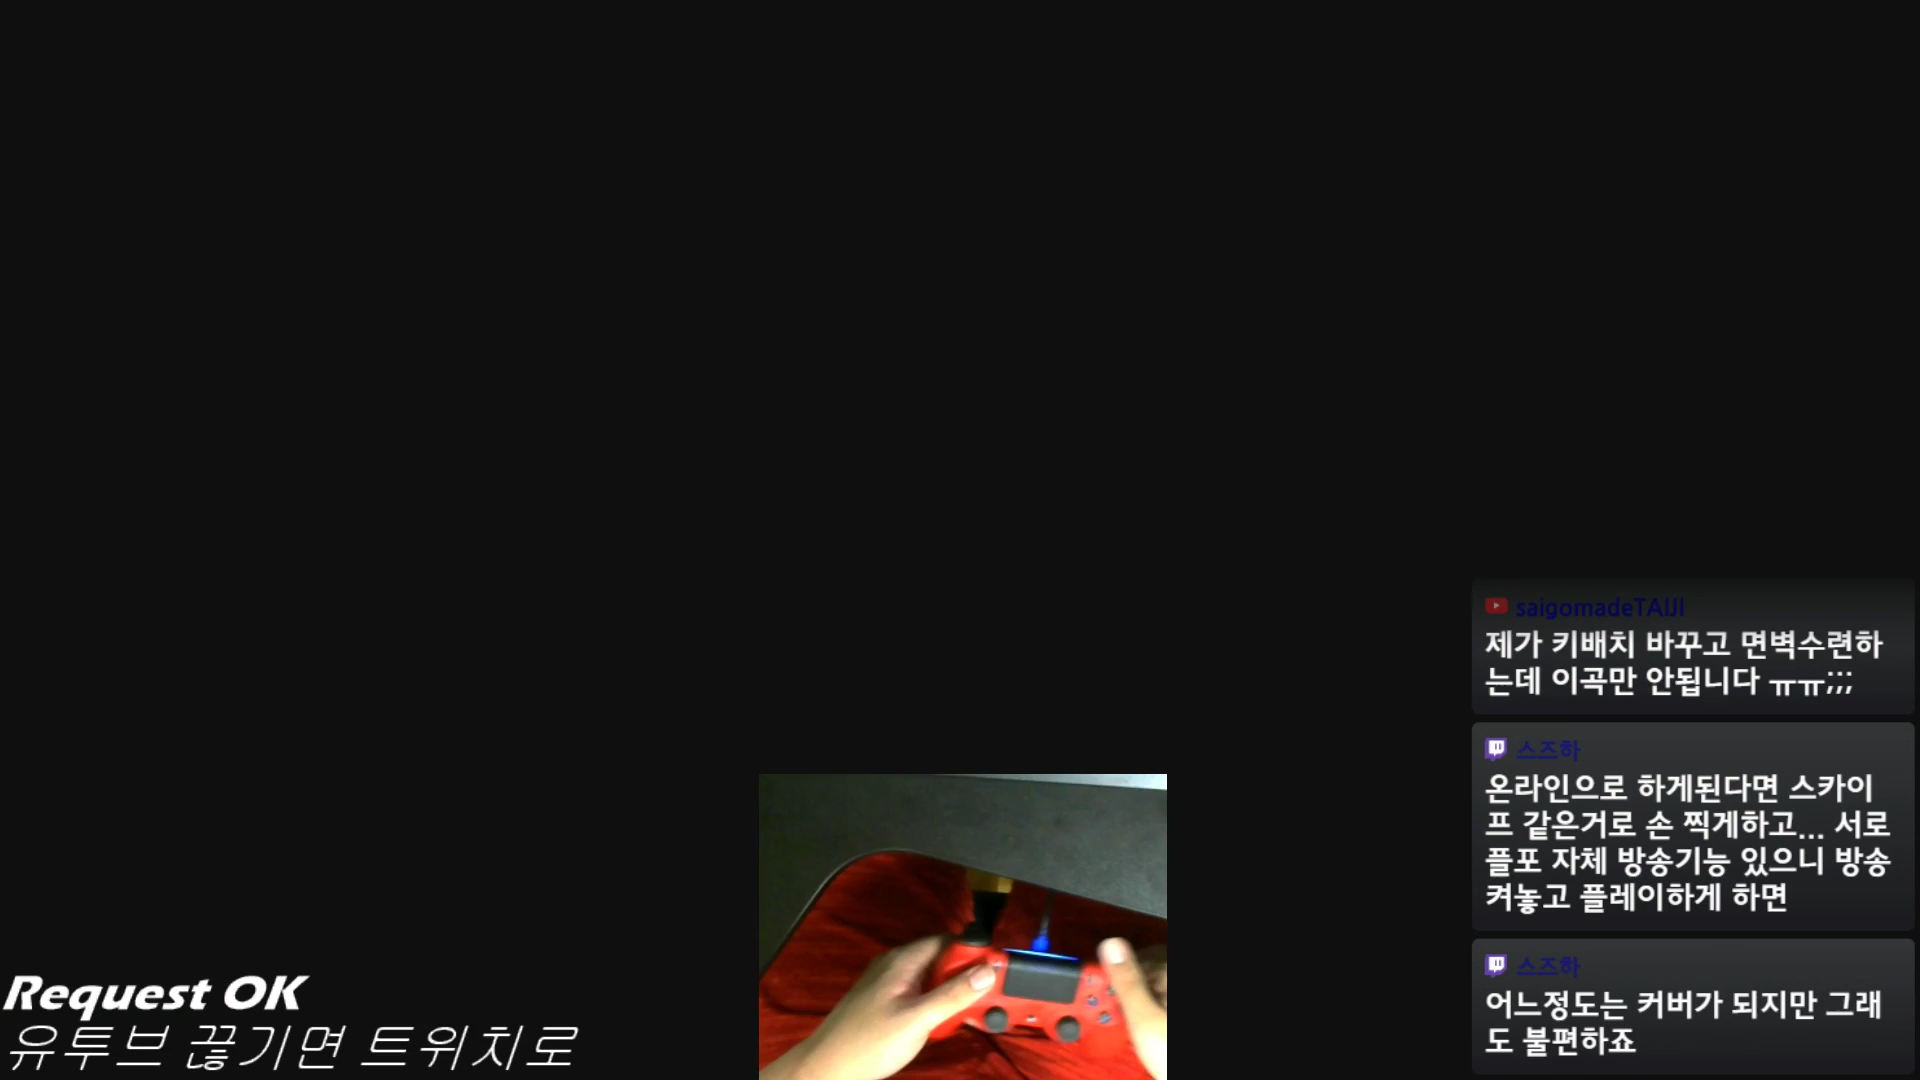 saigomadeTAIJI
제가 키배치 바꾸고 면벽수련하
는데 이곡만 안됩니다 ㅠㅠ;;;
스즈하
온라인으로 하게된다면 스카이
프 같은거로 손 찍게하고... 서로
플포 자체 방송기능 있으니 방송
켜놓고 플레이하게 하면
스즈하
어느정도는 커버가 되지만 그래
도 불편하죠
Request OK
유투브 끊기면 트위치로